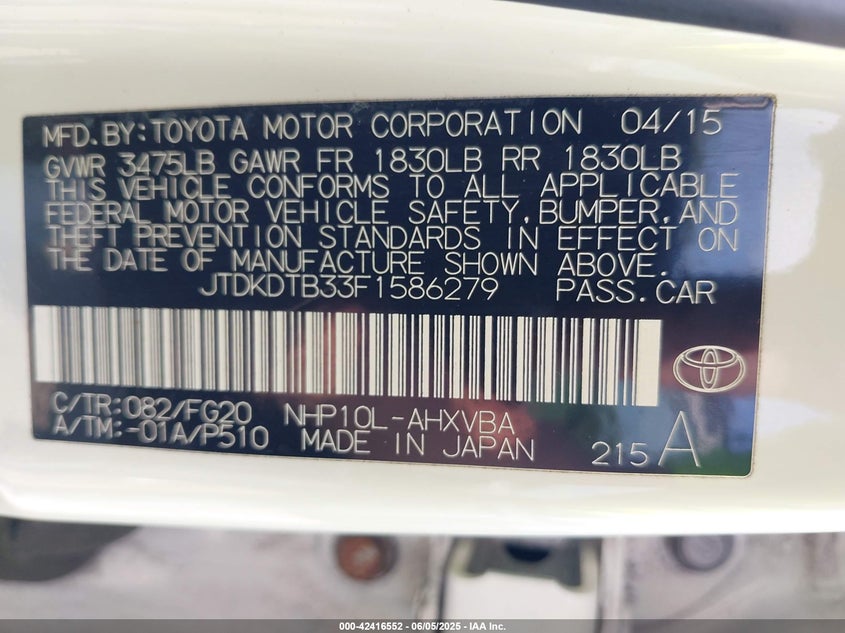 MFD.BY:TOYOTA MOTOR CORPORATION 04/15
GVWR 3475LB GAWR FR 1830LB RR 1830LB
THIS VEHICLE CONFORMS TO ALL APPLICABLE
FEDERAL MOTOR VEHICLE SAFETY,BUMPER,AND
THEFT PREVENTION STANDARDS IN EFFECT ON
THE DATE OF MANUFACTURE SHOWN ABOVE.
JTDKDTB33F1586279 PASS.CAR
C/TR:082/FG20 NHP10L-AHXVBA
A/TM:-01A/P510 MADE IN JAPAN 215 A
000-42416552 - 06/05/2025 - IAA Inc.